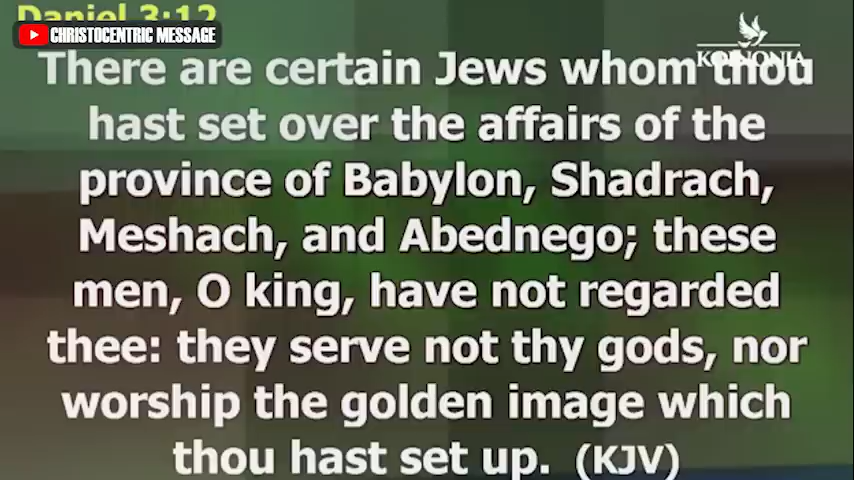 Daniel 3:12
CHRISTOCENTRIC MESSAGE
KOINONIA
There are certain Jews whom thou
hast set over the affairs of the
province of Babylon, Shadrach,
Meshach, and Abednego; these
men, O king, have not regarded
thee: they serve not thy gods, nor
worship the golden image which
thou hast set up. (KJV)